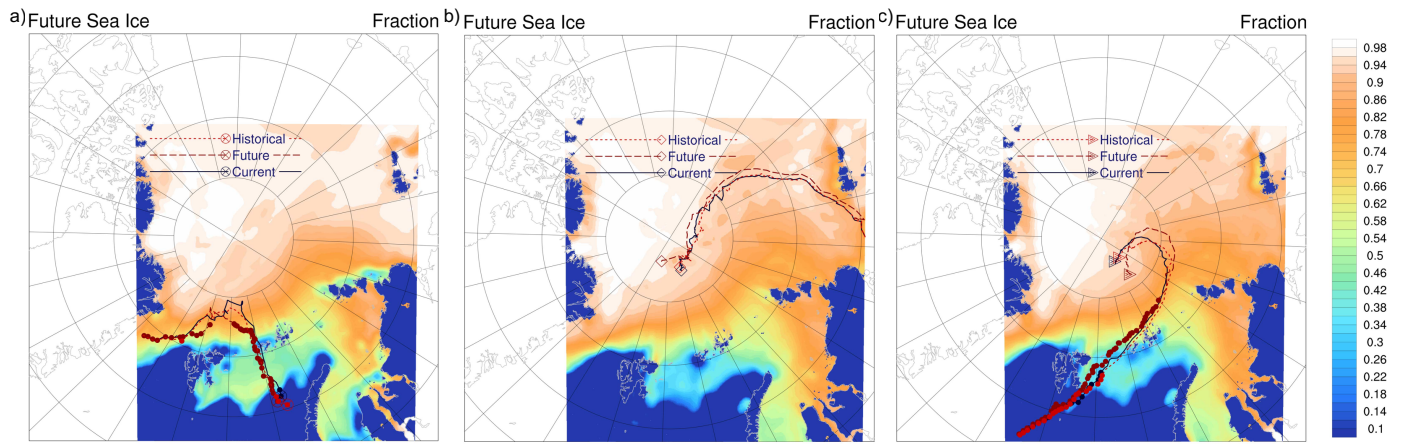 a) Future Sea Ice Fraction
Historical
Future
Current
b) Future Sea Ice Fraction
Historical
Future
Current
c) Future Sea Ice Fraction
Historical
Future
Current
0.98
0.94
0.9
0.86
0.82
0.78
0.74
0.7
0.66
0.62
0.58
0.54
0.5
0.46
0.42
0.38
0.34
0.3
0.26
0.22
0.18
0.14
0.1